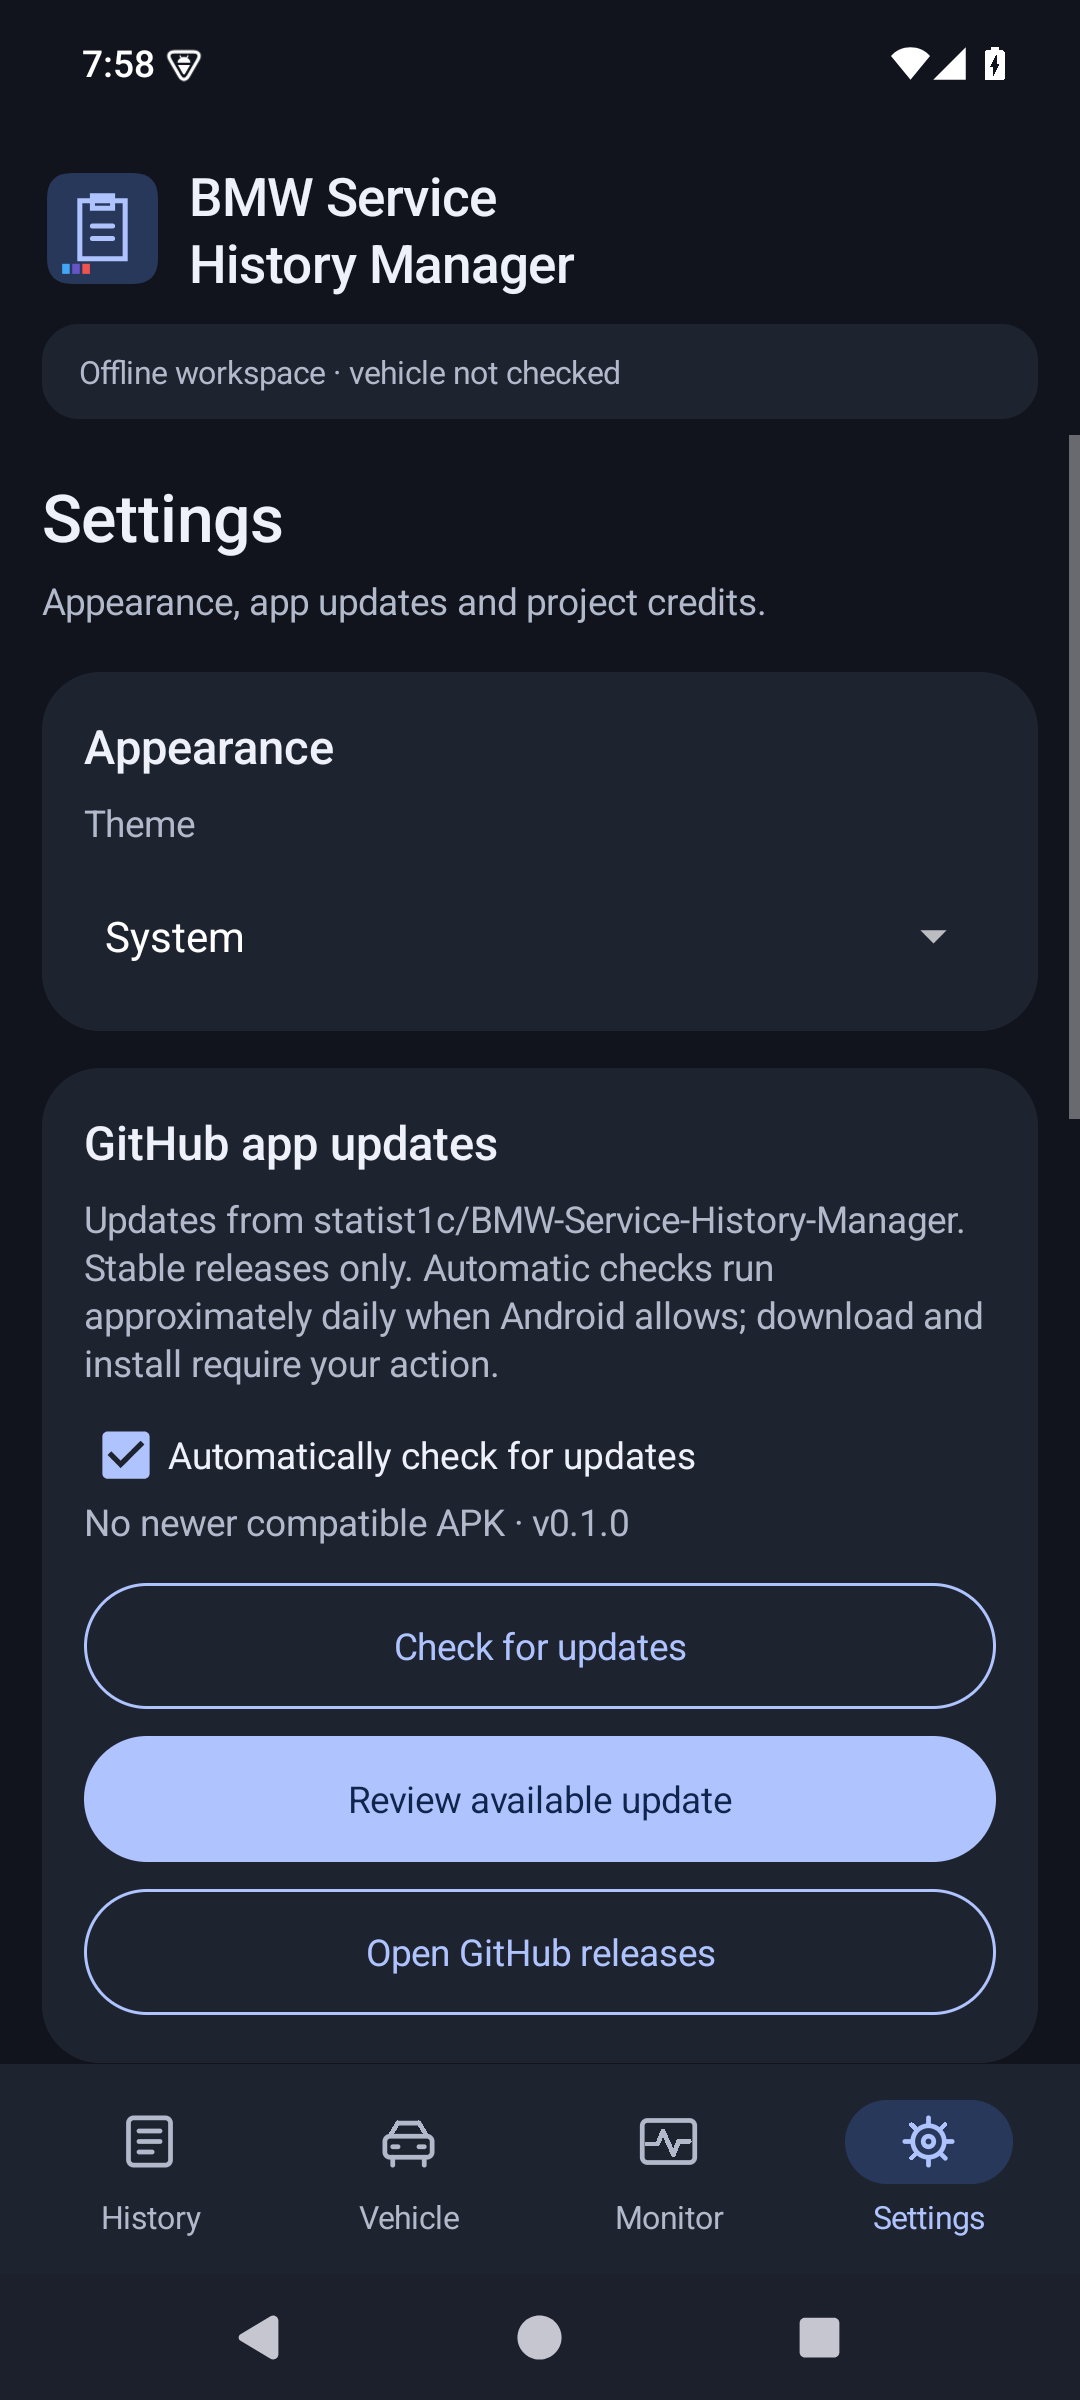 7:58
BMW Service
History Manager
Offline workspace · vehicle not checked
Settings
Appearance, app updates and project credits.
Appearance
Theme
System
GitHub app updates
Updates from statist1c/BMW-Service-History-Manager.
Stable releases only. Automatic checks run
approximately daily when Android allows; download and
install require your action.
Automatically check for updates
No newer compatible APK · v0.1.0
Check for updates
Review available update
Open GitHub releases
History
Vehicle
Monitor
Settings